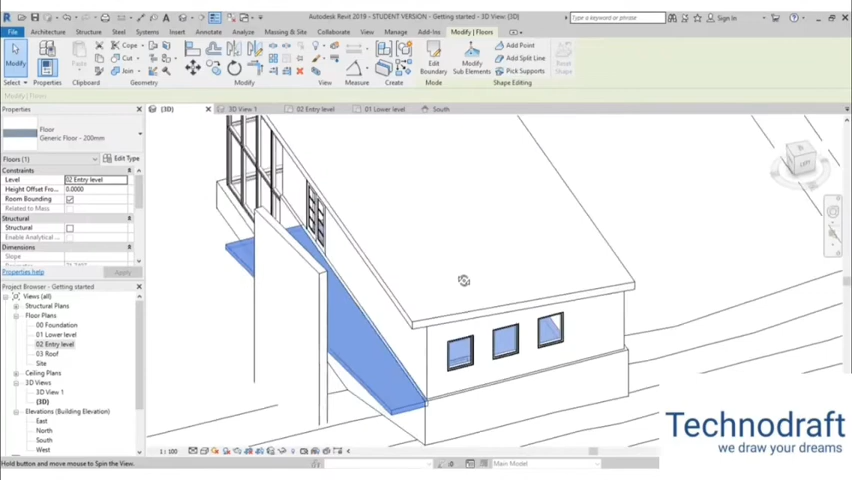 Autodesk Revit 2019 - STUDENT VERSION - Getting started - 3D View: {3D}
Type a keyword or phrase
Sign In
File Architecture Structure Steel Systems Insert Annotate Analyze Massing & Site Collaborate View Manage Add-Ins Modify | Floors
Modify
Properties
Paste
Cope
Cut
Join
Edit Boundary
Modify Sub Elements
Add Point
Add Split Line
Pick Supports
Reset Shape
Select Properties Clipboard Geometry Modify View Measure Create Mode Shape Editing
Modify | Floors
Properties
{3D} 3D View 1 02 Entry level 01 Lower level South
Floor
Generic Floor - 200mm
Floors (1) Edit Type
Constraints
Level 02 Entry level
Height Offset Fro... 0.0000
Room Bounding
Related to Mass
Structural
Structural
Enable Analytical ...
Dimensions
Slope
Properties help Apply
Project Browser - Getting started
Views (all)
Structural Plans
Floor Plans
00 Foundation
01 Lower level
02 Entry level
03 Roof
Site
Ceiling Plans
3D Views
3D View 1
{3D}
Elevations (Building Elevation)
East
North
South
West
LEFT
1 : 100
Hold button and move mouse to Spin the View.
Main Model
Technodraft
we draw your dreams